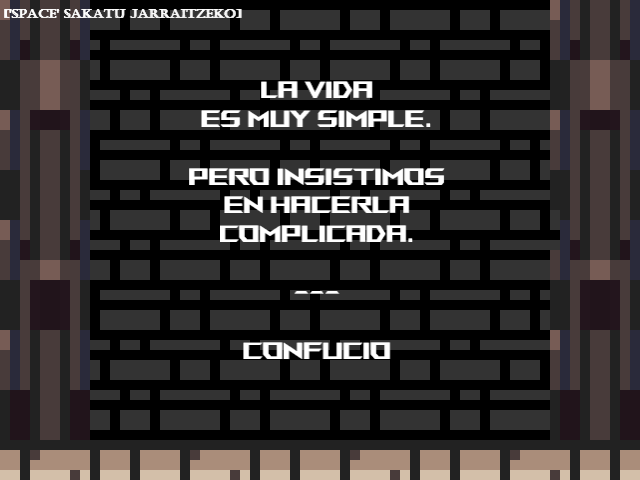 ['SPACE' SAKATU JARRAITZEKO]
LA VIDA
ES MUY SIMPLE.
PERO INSISTIMOS
EN HACERLA
COMPLICADA.
---
CONFUCIO